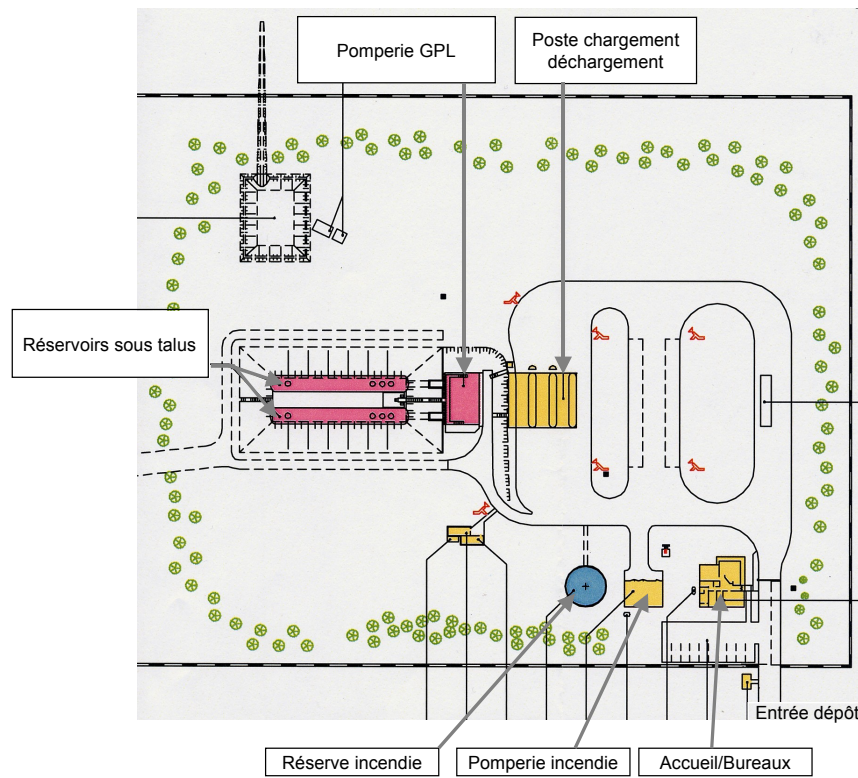 Pomperie GPL
Poste chargement
déchargement
Réservoirs sous talus
Entrée dépôt
Réserve incendie
Pomperie incendie
Accueil/Bureaux